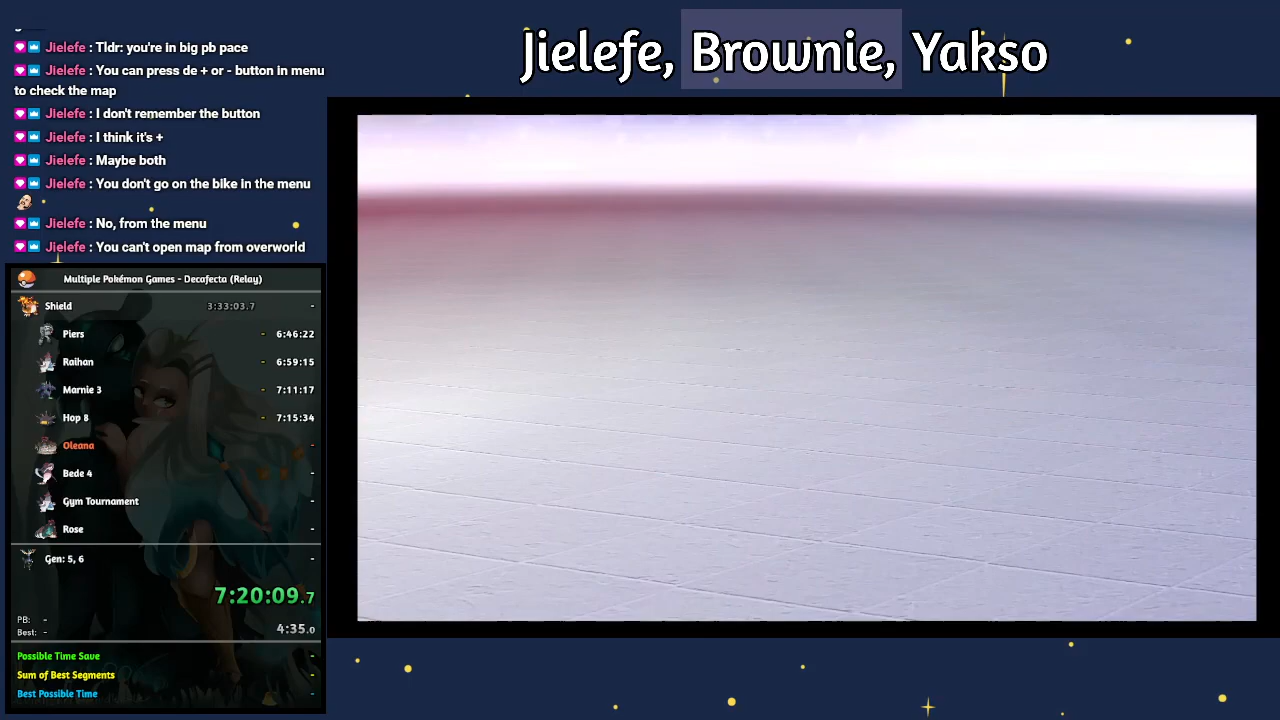 Jielefe, Brownie, Yakso
Jielefe : Tldr: you're in big pb pace
Jielefe : You can press de + or - button in menu
to check the map
Jielefe : I don't remember the button
Jielefe : I think it's +
Jielefe : Maybe both
Jielefe : You don't go on the bike in the menu
Jielefe : No, from the menu
Jielefe : You can't open map from overworld
Multiple Pokémon Games - Decafecta (Relay)
Shield 3:33:03.7 -
Piers - 6:46:22
Raihan - 6:59:15
Marnie 3 - 7:11:17
Hop 8 - 7:15:34
Oleana -
Bede 4 -
Gym Tournament -
Rose -
Gen: 5, 6 -
7:20:09.7
PB: - 4:35.0
Best: -
Possible Time Save -
Sum of Best Segments -
Best Possible Time -